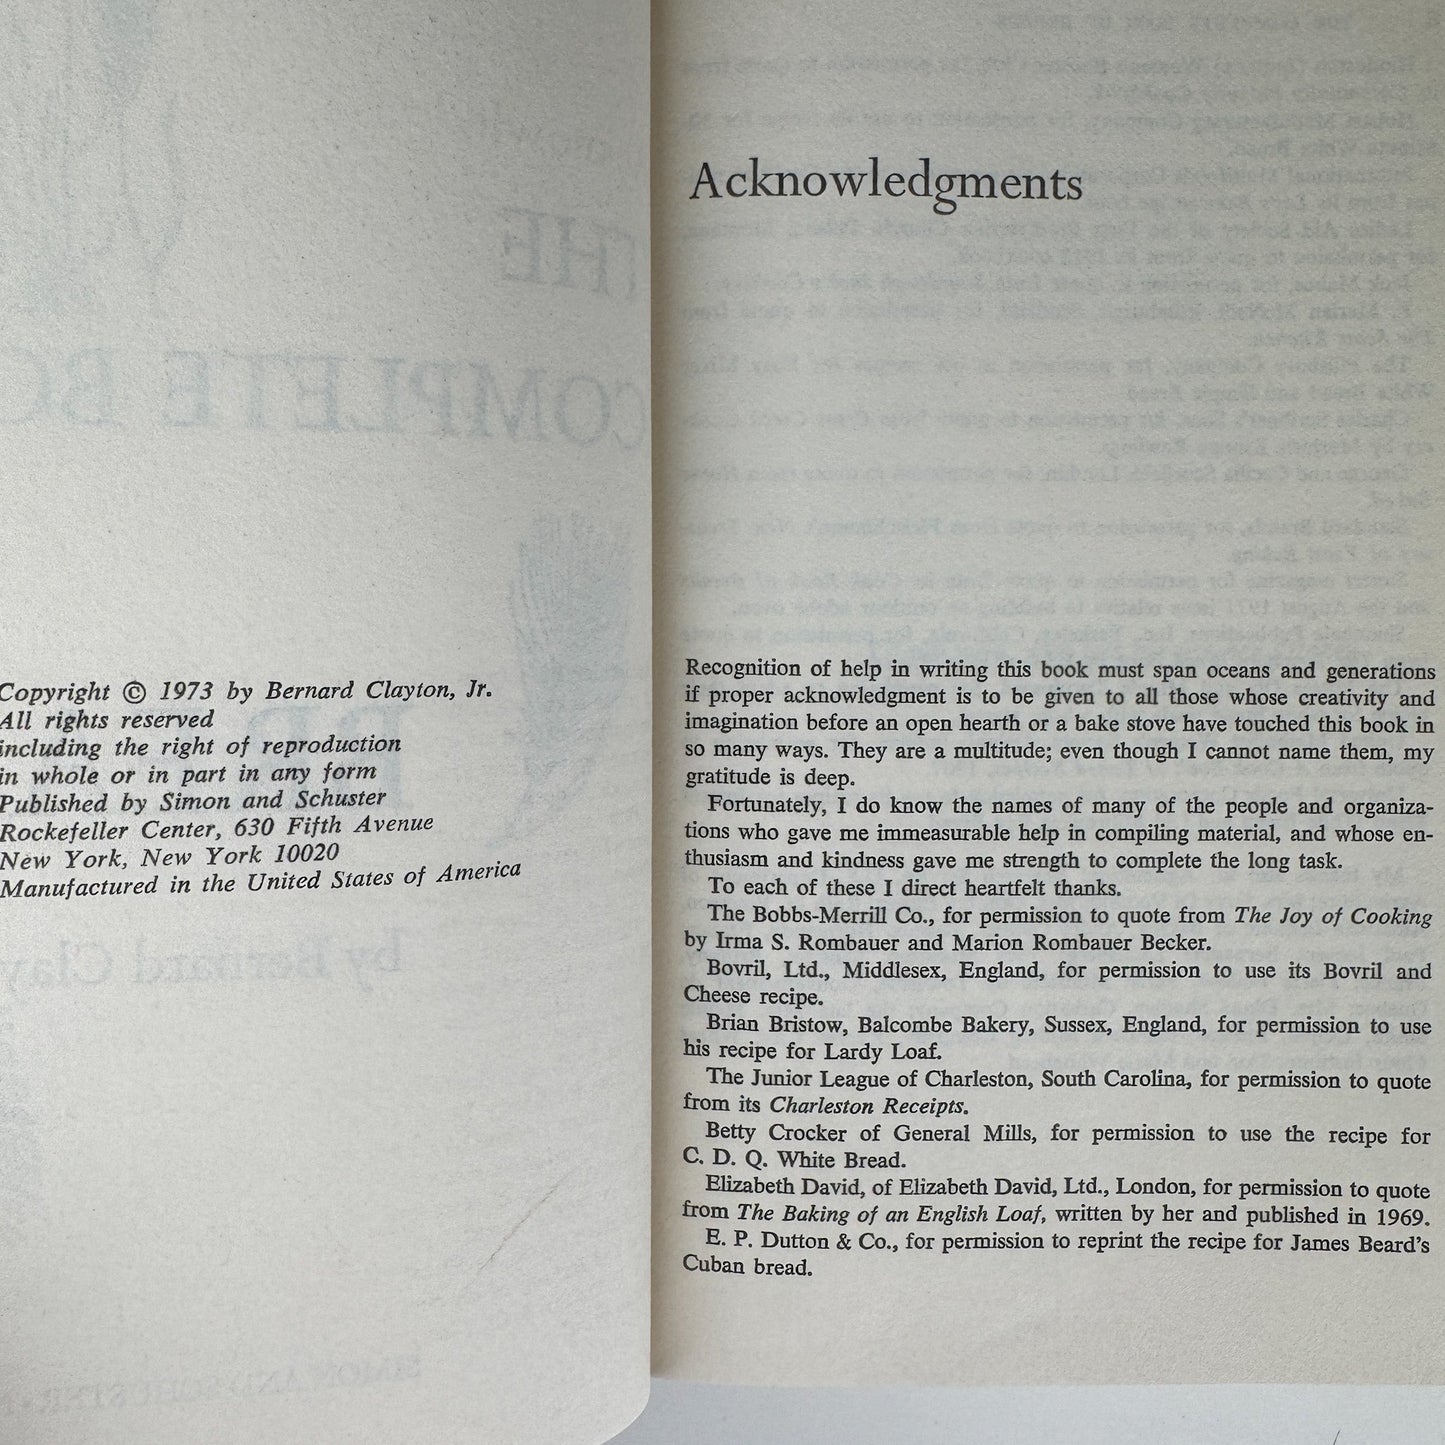 Copyright © 1973 by Bernard Clayton, Jr.
All rights reserved
including the right of reproduction
in whole or in part in any form
Published by Simon and Schuster
Rockefeller Center, 630 Fifth Avenue
New York, New York 10020
Manufactured in the United States of America
Acknowledgments
Recognition of help in writing this book must span oceans and generations
if proper acknowledgment is to be given to all those whose creativity and
imagination before an open hearth or a bake stove have touched this book in
so many ways. They are a multitude; even though I cannot name them, my
gratitude is deep.
Fortunately, I do know the names of many of the people and organiza-
tions who gave me immeasurable help in compiling material, and whose en-
thusiasm and kindness gave me strength to complete the long task.
To each of these I direct heartfelt thanks.
The Bobbs-Merrill Co., for permission to quote from The Joy of Cooking
by Irma S. Rombauer and Marion Rombauer Becker.
Bovril, Ltd., Middlesex, England, for permission to use its Bovril and
Cheese recipe.
Brian Bristow, Balcombe Bakery, Sussex, England, for permission to use
his recipe for Lardy Loaf.
The Junior League of Charleston, South Carolina, for permission to quote
from its Charleston Receipts.
Betty Crocker of General Mills, for permission to use the recipe for
C. D. Q. White Bread.
Elizabeth David, of Elizabeth David, Ltd., London, for permission to quote
from The Baking of an English Loaf, written by her and published in 1969.
E. P. Dutton & Co., for permission to reprint the recipe for James Beard's
Cuban bread.